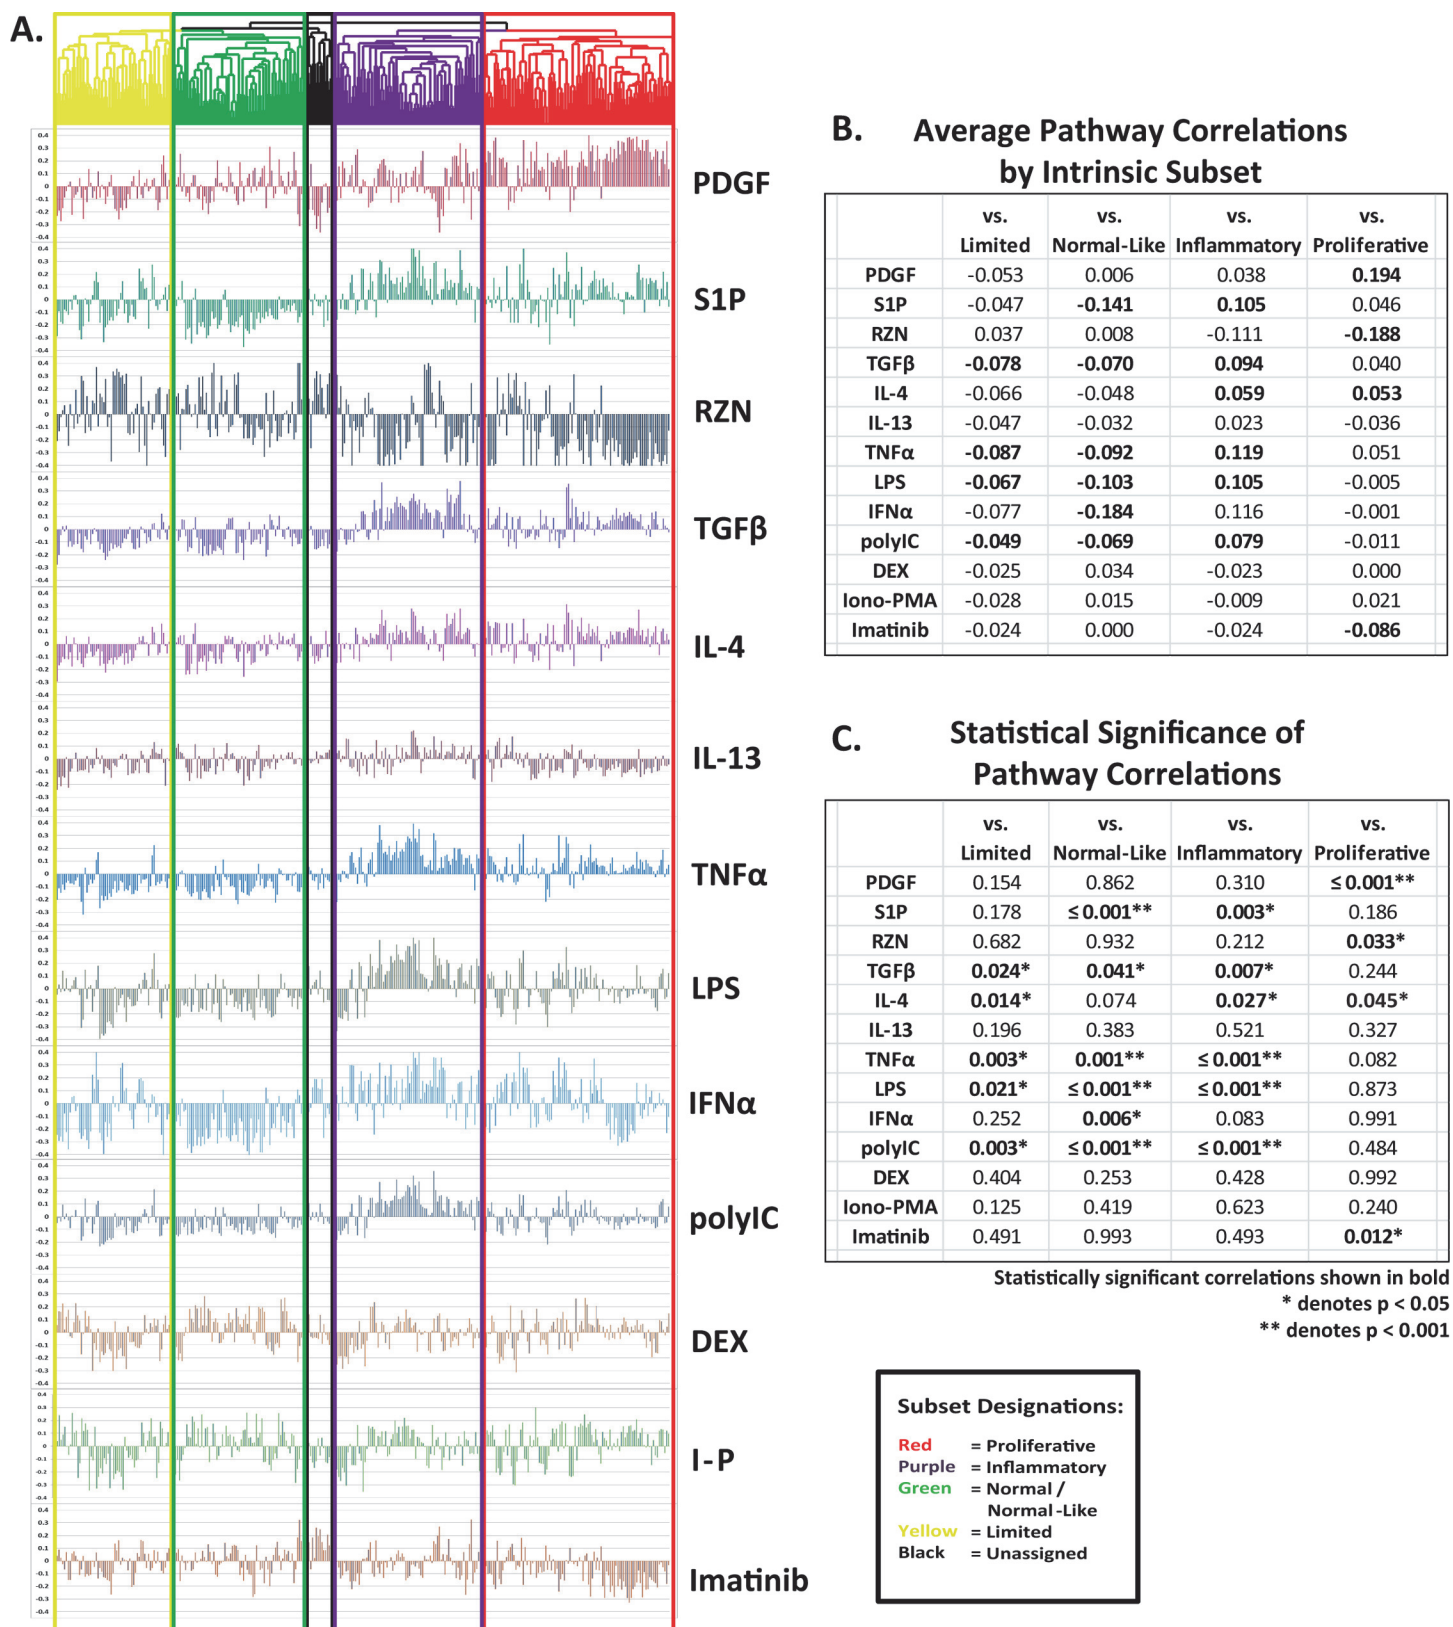 A.
PDGF
S1P
RZN
TGFβ
IL-4
IL-13
TNFα
LPS
IFNα
polyIC
DEX
I-P
Imatinib
B. Average Pathway Correlations
by Intrinsic Subset
vs. vs. vs. vs.
Limited Normal-Like Inflammatory Proliferative
PDGF -0.053 0.006 0.038 0.194
S1P -0.047 -0.141 0.105 0.046
RZN 0.037 0.008 -0.111 -0.188
TGFβ -0.078 -0.070 0.094 0.040
IL-4 -0.066 -0.048 0.059 0.053
IL-13 -0.047 -0.032 0.023 -0.036
TNFα -0.087 -0.092 0.119 0.051
LPS -0.067 -0.103 0.105 -0.005
IFNα -0.077 -0.184 0.116 -0.001
polyIC -0.049 -0.069 0.079 -0.011
DEX -0.025 0.034 -0.023 0.000
Iono-PMA -0.028 0.015 -0.009 0.021
Imatinib -0.024 0.000 -0.024 -0.086
C. Statistical Significance of
Pathway Correlations
vs. vs. vs. vs.
Limited Normal-Like Inflammatory Proliferative
PDGF 0.154 0.862 0.310 ≤ 0.001**
S1P 0.178 ≤ 0.001** 0.003* 0.186
RZN 0.682 0.932 0.212 0.033*
TGFβ 0.024* 0.041* 0.007* 0.244
IL-4 0.014* 0.074 0.027* 0.045*
IL-13 0.196 0.383 0.521 0.327
TNFα 0.003* 0.001** ≤ 0.001** 0.082
LPS 0.021* ≤ 0.001** ≤ 0.001** 0.873
IFNα 0.252 0.006* 0.083 0.991
polyIC 0.003* ≤ 0.001** ≤ 0.001** 0.484
DEX 0.404 0.253 0.428 0.992
Iono-PMA 0.125 0.419 0.623 0.240
Imatinib 0.491 0.993 0.493 0.012*
Statistically significant correlations shown in bold
* denotes p < 0.05
** denotes p < 0.001
Subset Designations:
Red = Proliferative
Purple = Inflammatory
Green = Normal /
Normal-Like
Yellow = Limited
Black = Unassigned